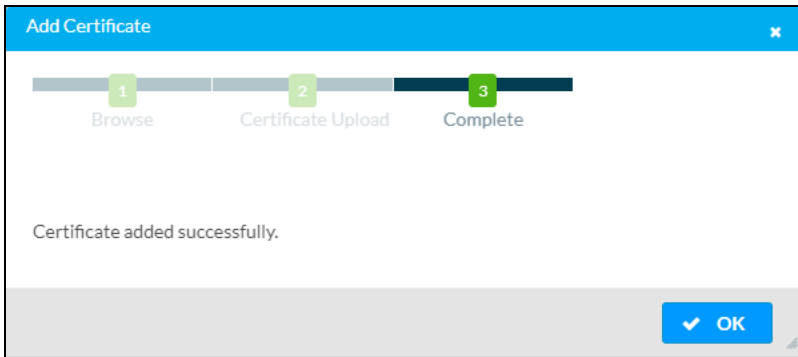 Add Certificate
1 2 3
Browse Certificate Upload Complete
Certificate added successfully.
OK